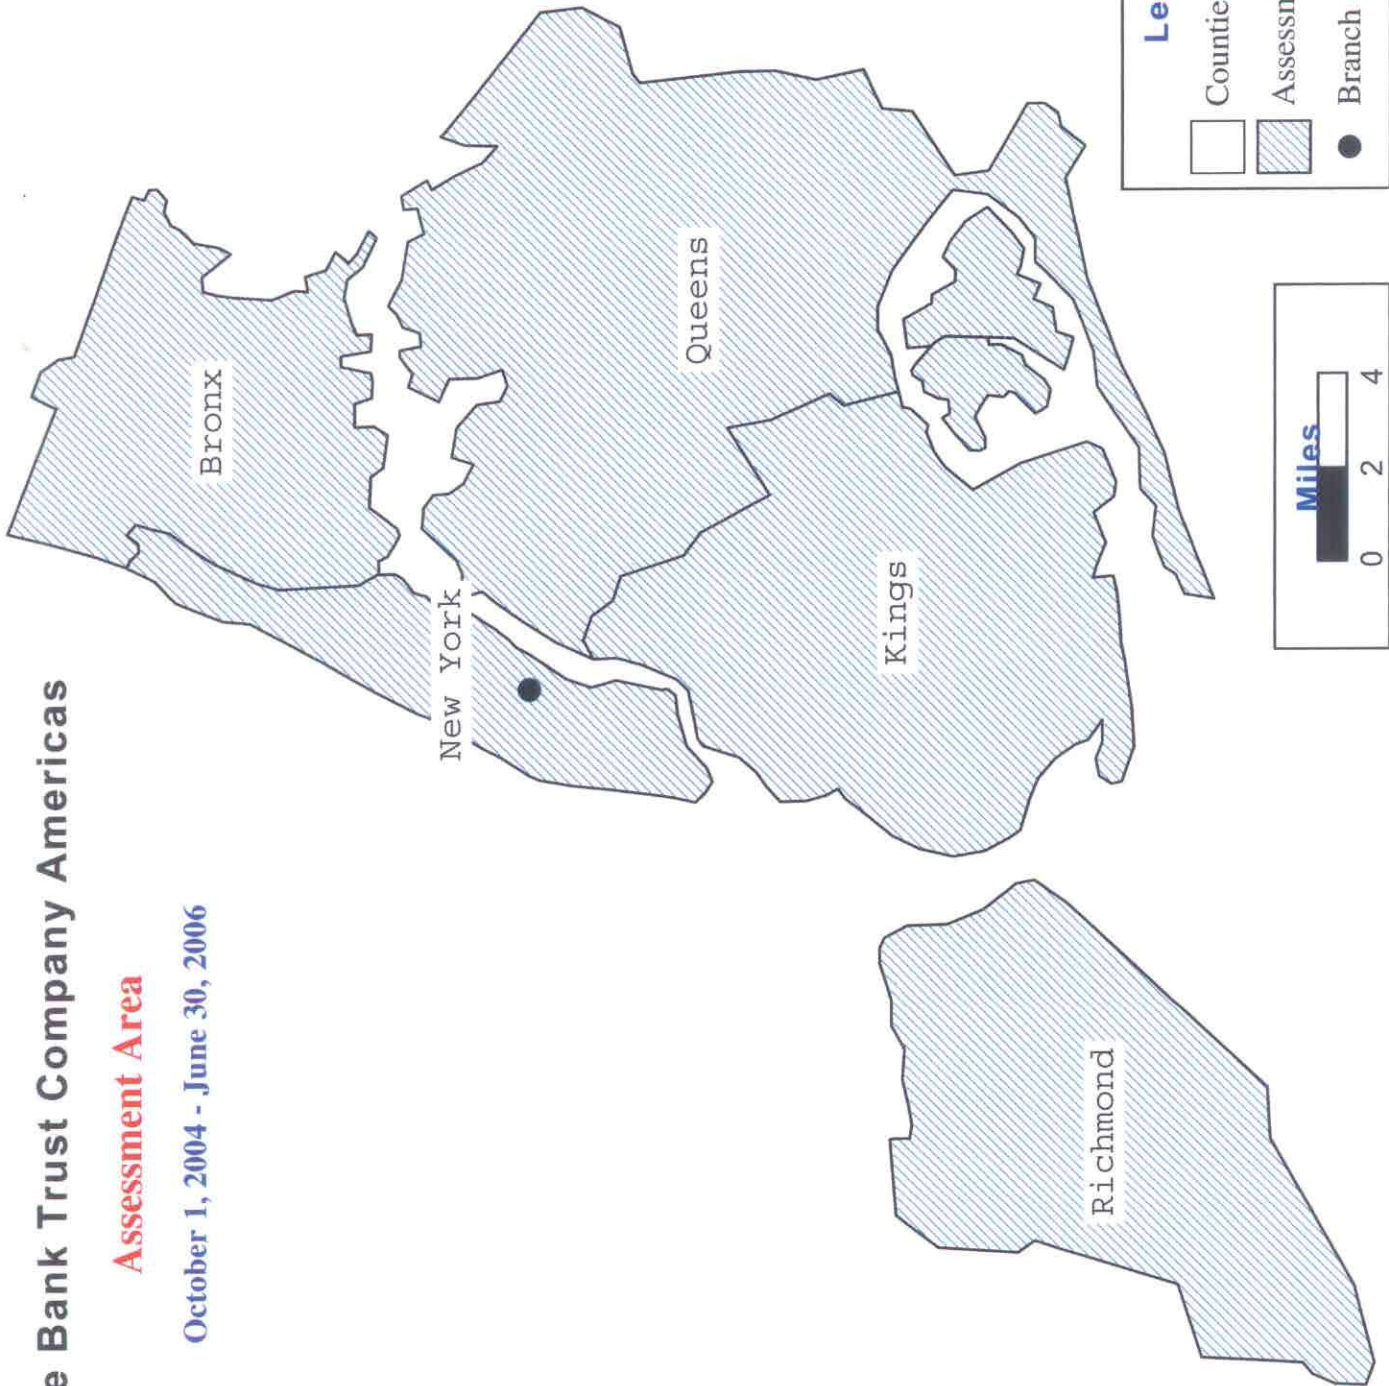 e Bank Trust Company Americas
Assessment Area
October 1, 2004 - June 30, 2006
Bronx
New York
Queens
Kings
Richmond
Miles
0 2 4
Le
Countie
Assessn
Branch